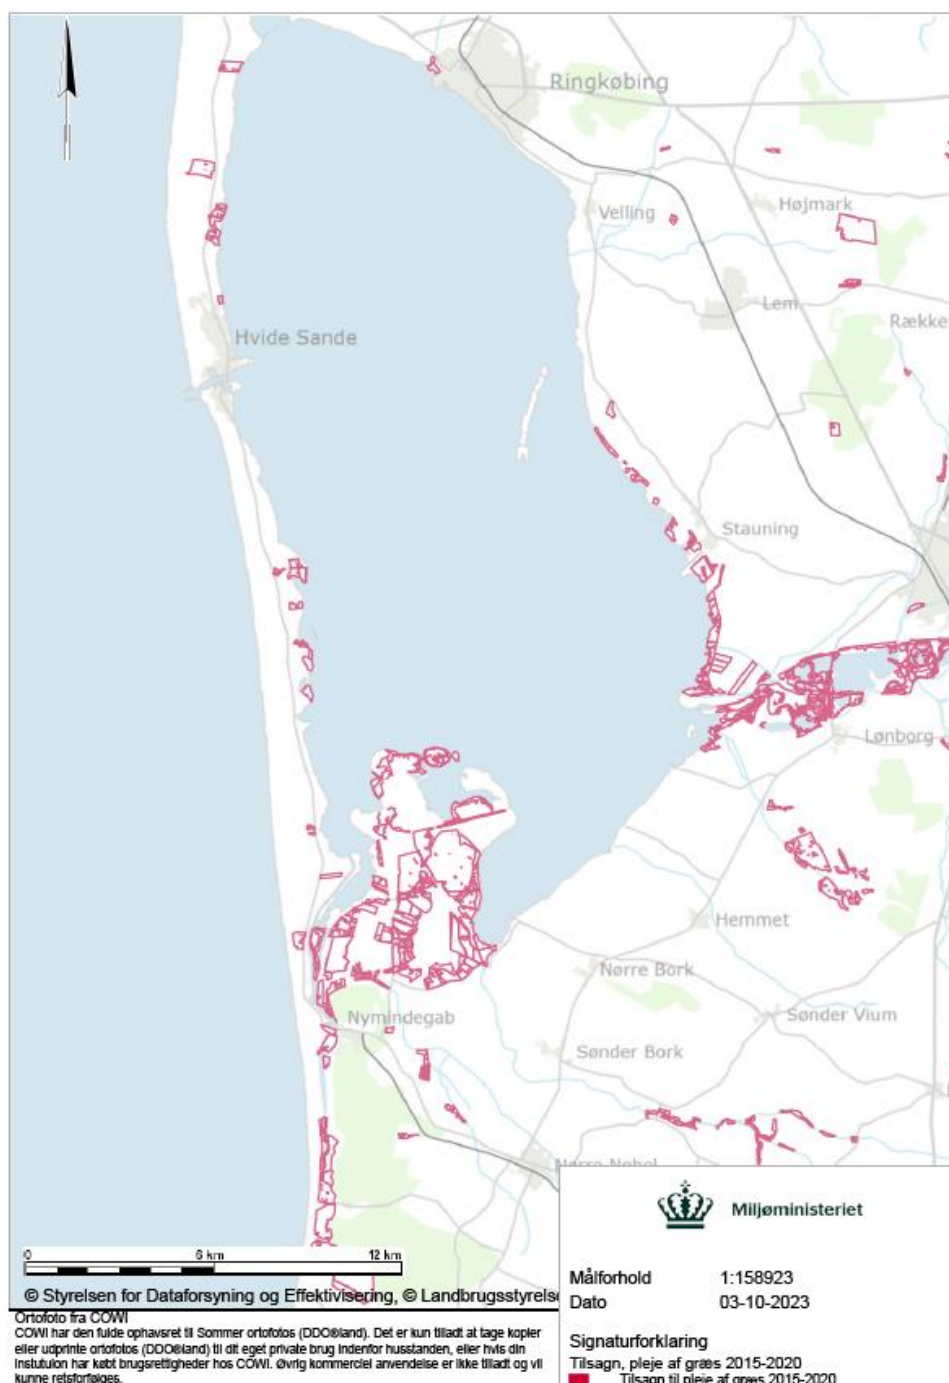 Ringkøbing
Velling
Højmark
Lem
Hvide Sande
Række
Stauning
Lønborg
Hemmet
Nørre Bork
Nymindegab
Sønder Vium
Sønder Bork
Nørre Nebel
0 6 km 12 km
© Styrelsen for Dataforsyning og Effektivisering, © Landbrugsstyrelse
Ortofoto fra COWI
COWI har den fulde ophavsret til Sommer ortofotos (DDO®land). Det er kun tilladt at tage kopier
eller udprinte ortofotos (DDO®land) til dit eget private brug indenfor husstanden, eller hvis din
institution har købt brugsrettigheder hos COWI. Øvrig kommerciel anvendelse er ikke tilladt og vil
kunne retsforfølges.
Miljøministeriet
Målforhold 1:158923
Dato 03-10-2023
Signaturforklaring
Tilsagn, pleje af græs 2015-2020
Tilsagn til pleje af græs 2015-2020